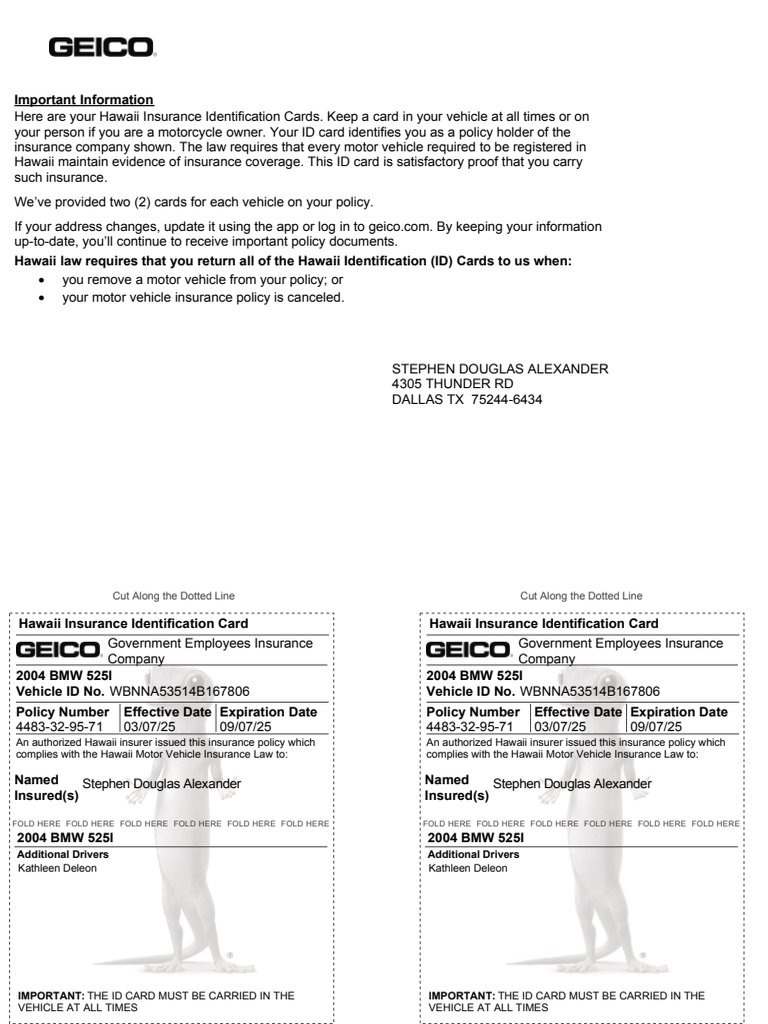 GEICO
Important Information
Here are your Hawaii Insurance Identification Cards. Keep a card in your vehicle at all times or on
your person if you are a motorcycle owner. Your ID card identifies you as a policy holder of the
insurance company shown. The law requires that every motor vehicle required to be registered in
Hawaii maintain evidence of insurance coverage. This ID card is satisfactory proof that you carry
such insurance.
We've provided two (2) cards for each vehicle on your policy.
If your address changes, update it using the app or log in to geico.com. By keeping your information
up-to-date, you'll continue to receive important policy documents.
Hawaii law requires that you return all of the Hawaii Identification (ID) Cards to us when:
• you remove a motor vehicle from your policy; or
• your motor vehicle insurance policy is canceled.
STEPHEN DOUGLAS ALEXANDER
4305 THUNDER RD
DALLAS TX 75244-6434
Cut Along the Dotted Line
Hawaii Insurance Identification Card
GEICO. Government Employees Insurance
Company
2004 BMW 525I
Vehicle ID No. WBNNA53514B167806
Policy Number Effective Date Expiration Date
4483-32-95-71 03/07/25 09/07/25
An authorized Hawaii insurer issued this insurance policy which
complies with the Hawaii Motor Vehicle Insurance Law to:
Named Stephen Douglas Alexander
Insured(s)
FOLD HERE FOLD HERE FOLD HERE FOLD HERE FOLD HERE FOLD HERE
2004 BMW 525I
Additional Drivers
Kathleen Deleon
®
IMPORTANT: THE ID CARD MUST BE CARRIED IN THE
VEHICLE AT ALL TIMES
Cut Along the Dotted Line
Hawaii Insurance Identification Card
GEICO. Government Employees Insurance
Company
2004 BMW 525I
Vehicle ID No. WBNNA53514B167806
Policy Number Effective Date Expiration Date
4483-32-95-71 03/07/25 09/07/25
An authorized Hawaii insurer issued this insurance policy which
complies with the Hawaii Motor Vehicle Insurance Law to:
Named Stephen Douglas Alexander
Insured(s)
FOLD HERE FOLD HERE FOLD HERE FOLD HERE FOLD HERE FOLD HERE
2004 BMW 525I
Additional Drivers
Kathleen Deleon
®
IMPORTANT: THE ID CARD MUST BE CARRIED IN THE
VEHICLE AT ALL TIMES